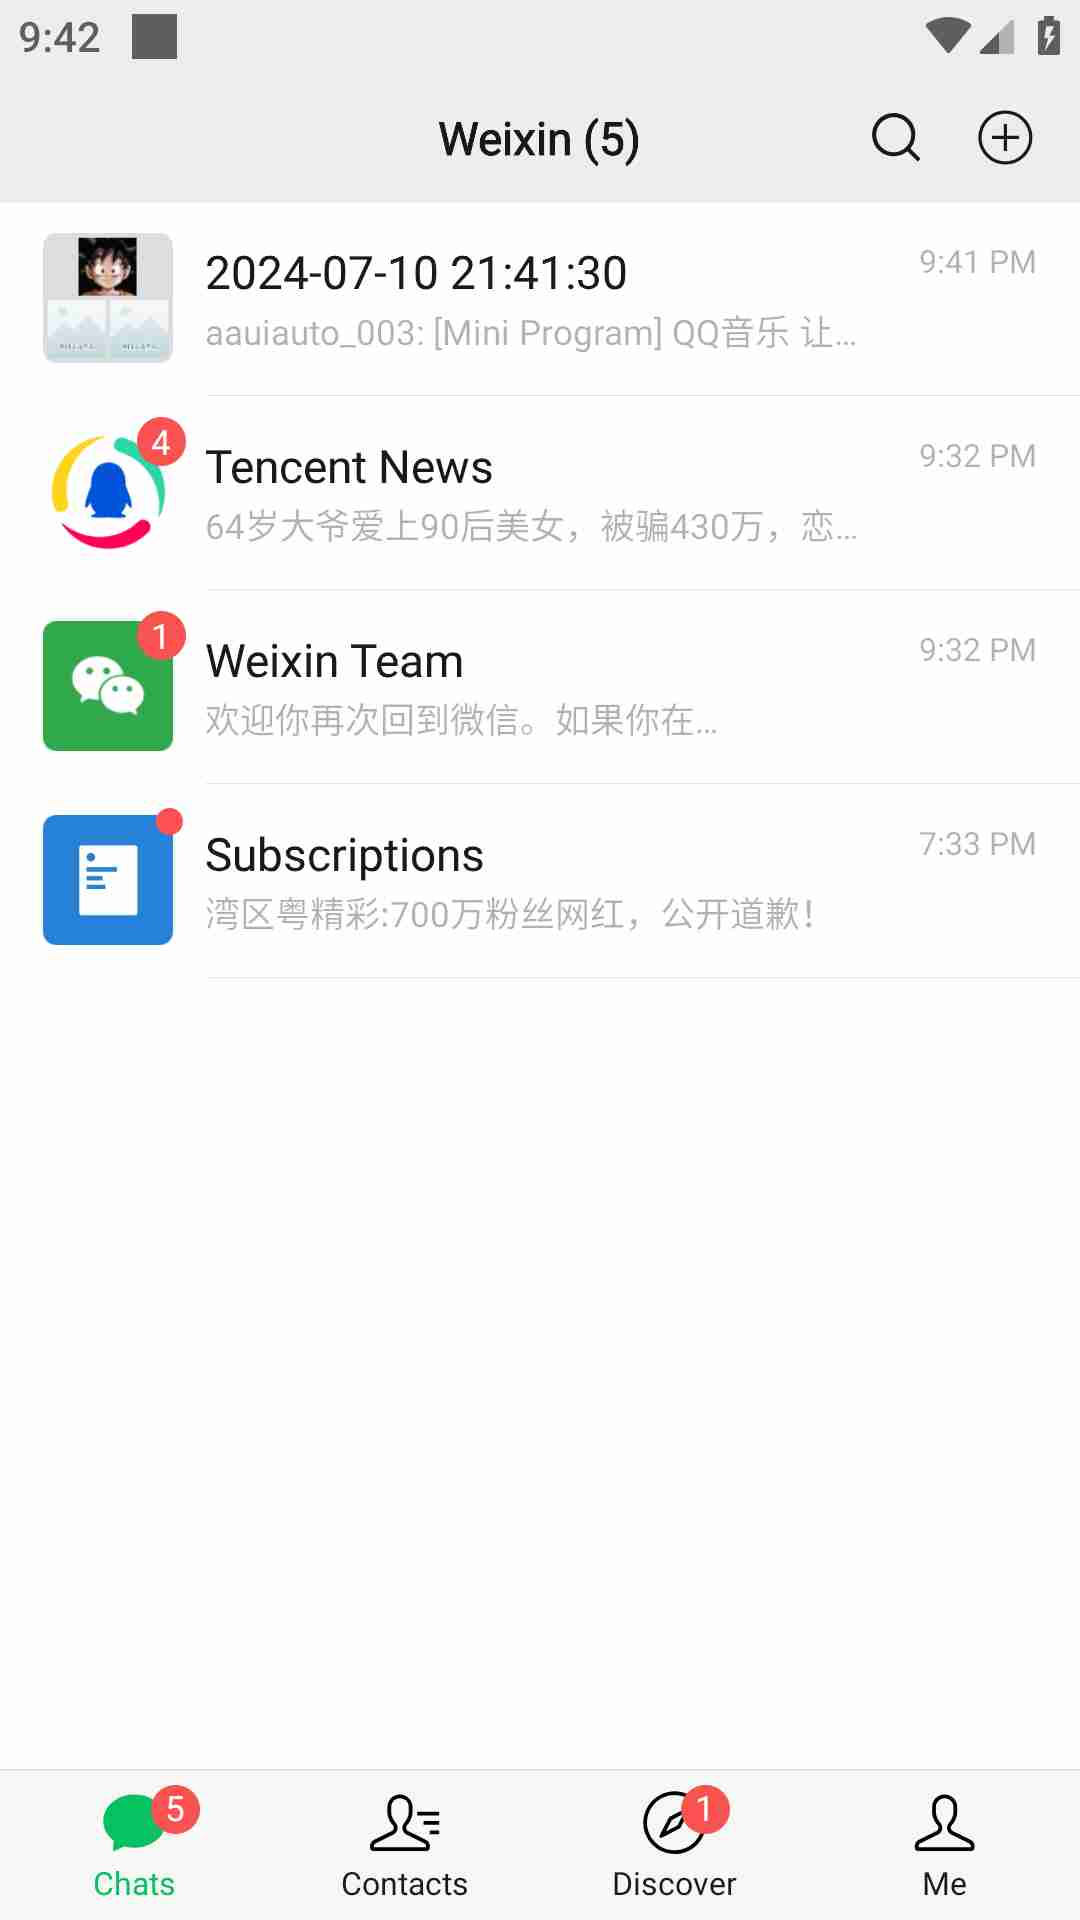 9:42
Weixin (5)
2024-07-10 21:41:30
9:41 PM
aauiauto_003: [Mini Program] QQ音乐 让...
4
Tencent News
9:32 PM
64岁大爷爱上90后美女，被骗430万，恋...
1
Weixin Team
9:32 PM
欢迎你再次回到微信。如果你在...
Subscriptions
7:33 PM
湾区粤精彩:700万粉丝网红，公开道歉！
5
1
Chats
Contacts
Discover
Me